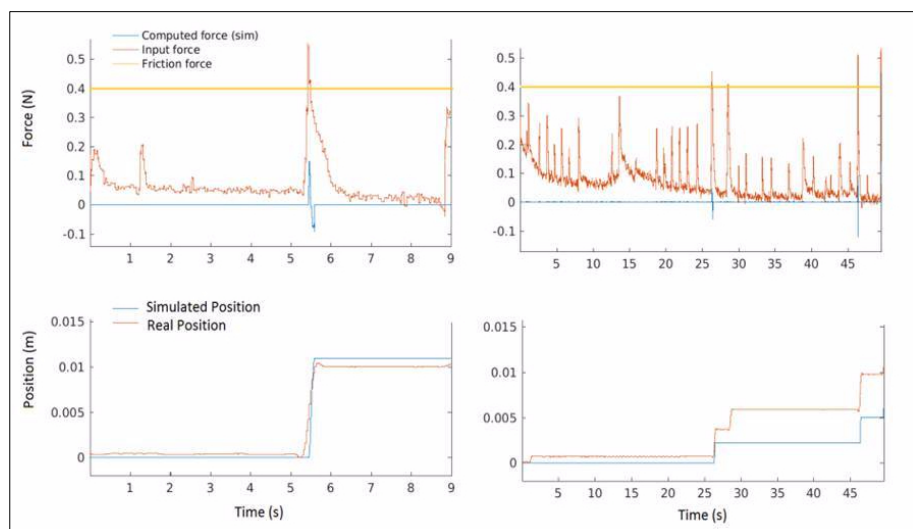 Computed force (sim)
Input force
Friction force
Force (N)
0.5
0.4
0.3
0.2
0.1
0
-0.1
1 2 3 4 5 6 7 8 9
0.5
0.4
0.3
0.2
0.1
0
-0.1
5 10 15 20 25 30 35 40 45
Simulated Position
Real Position
Position (m)
0.015
0.01
0.005
0
1 2 3 4 5 6 7 8 9
Time (s)
0.015
0.01
0.005
0
5 10 15 20 25 30 35 40 45
Time (s)